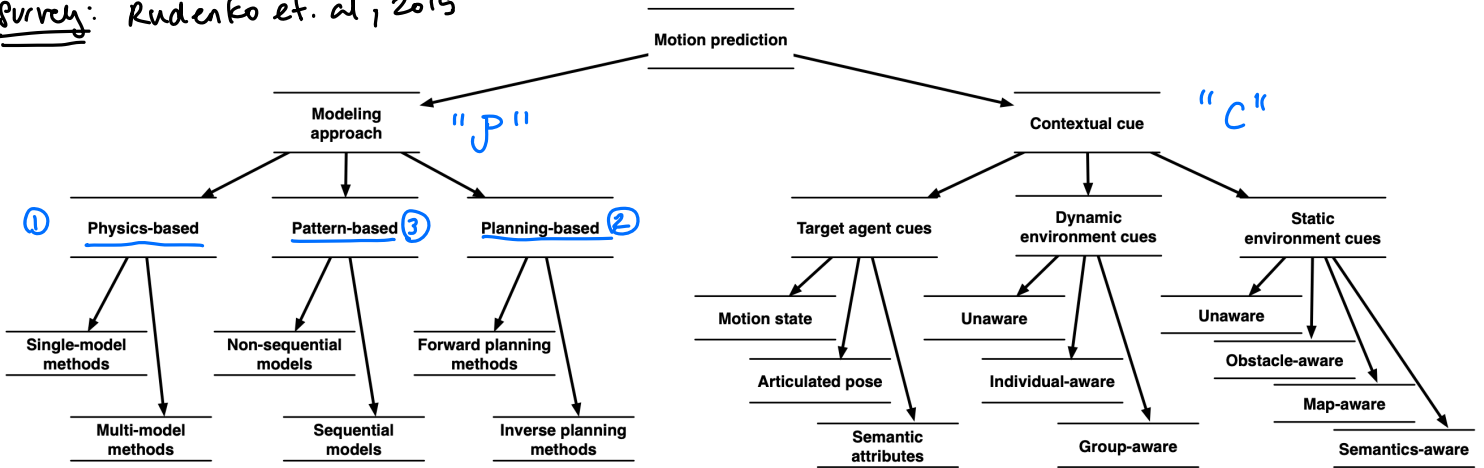 Survey: Rudenko et. al, 2019
Motion prediction
Modeling
approach
"P"
Contextual cue
"C"
① Physics-based
Pattern-based ③
Planning-based ②
Target agent cues
Dynamic
environment cues
Static
environment cues
Single-model
methods
Non-sequential
models
Forward planning
methods
Motion state
Unaware
Unaware
Articulated pose
Individual-aware
Obstacle-aware
Map-aware
Multi-model
methods
Sequential
models
Inverse planning
methods
Semantic
attributes
Group-aware
Semantics-aware